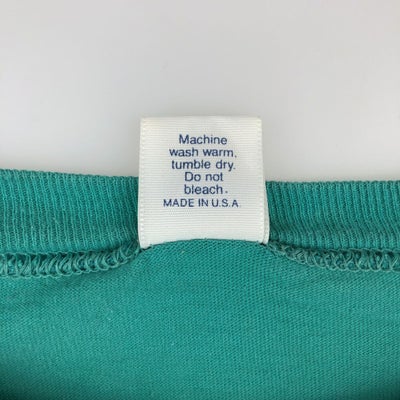 Machine
wash warm,
tumble dry.
Do not
bleach.
MADE IN U.S.A.